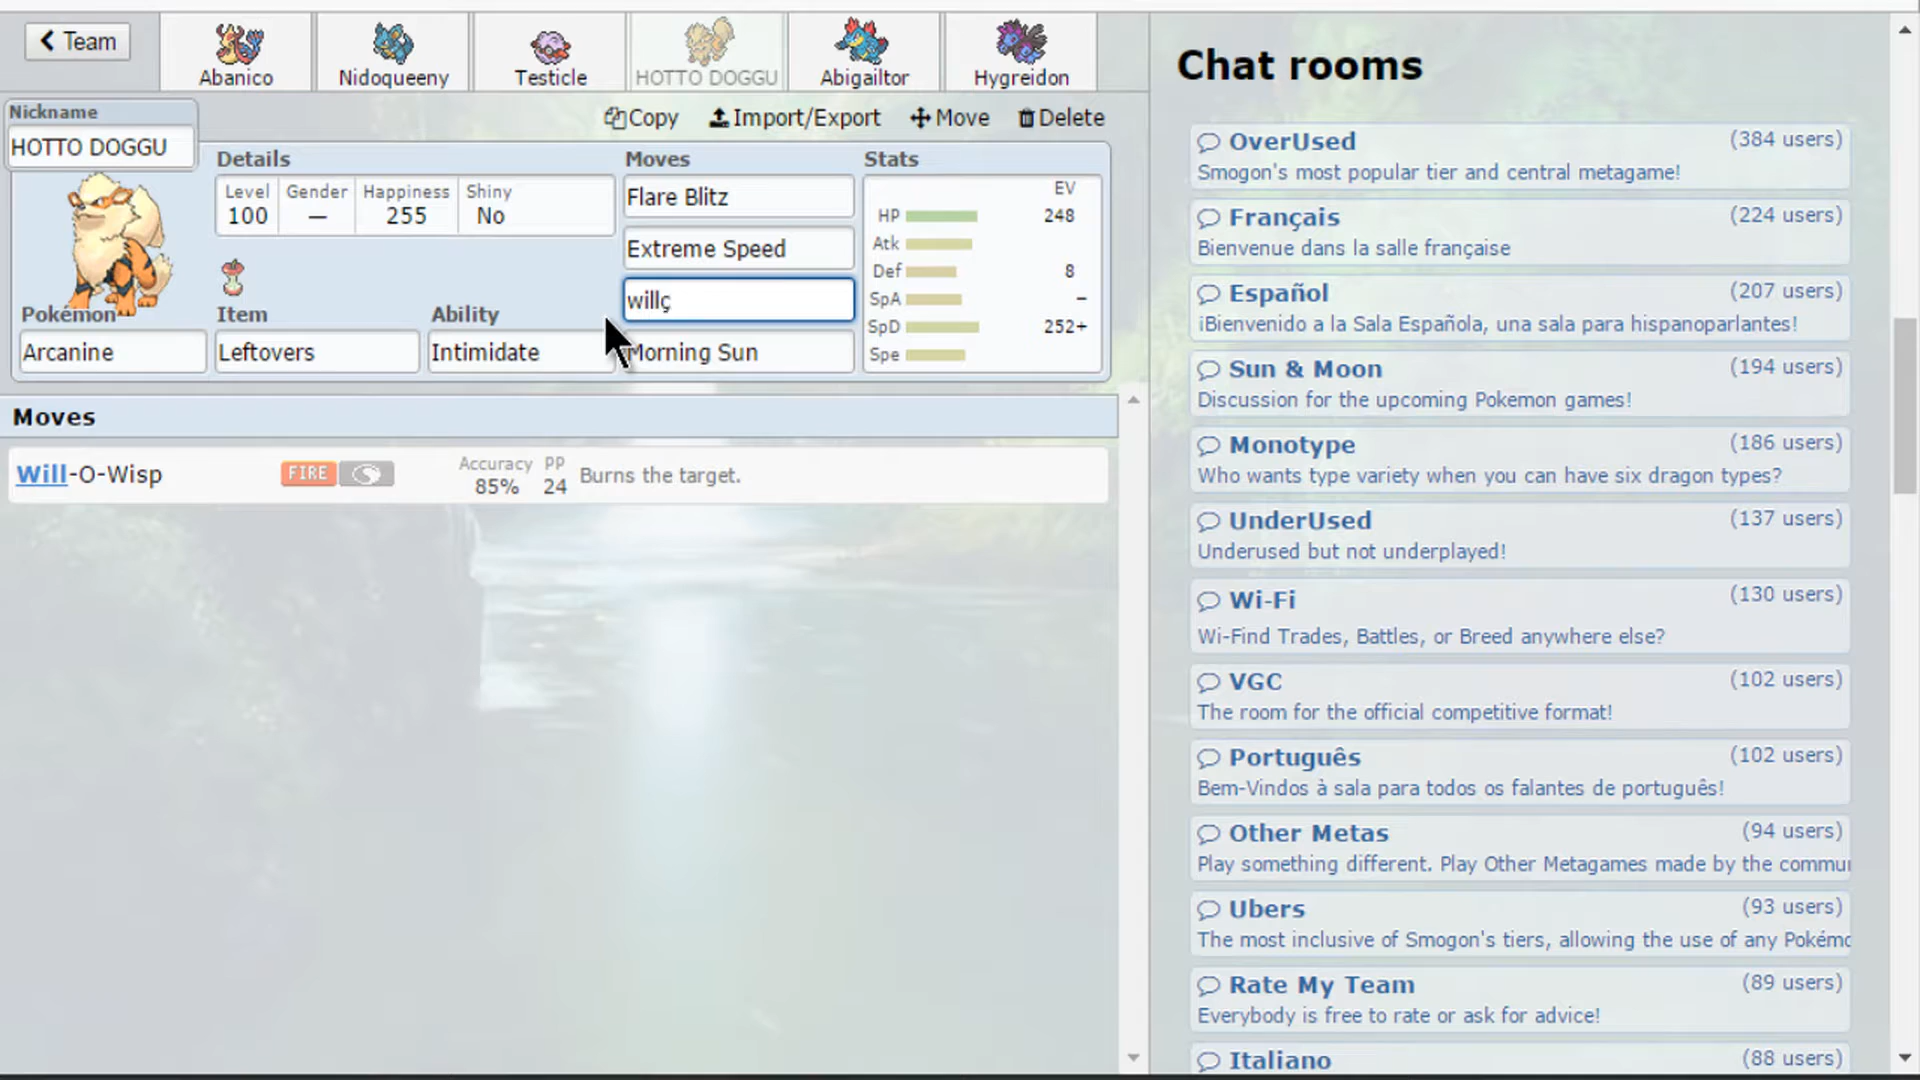 Team
Abanico
Nidoqueeny
Testicle
HOTTO DOGGU
Abigailtor
Hygreidon
Nickname
HOTTO DOGGU
Copy
Import/Export
Move
Delete
Details
Level
100
Gender
—
Happiness
255
Shiny
No
Pokémon
Arcanine
Item
Leftovers
Ability
Intimidate
Moves
Flare Blitz
Extreme Speed
willç
Morning Sun
Stats
EV
HP 248
Atk
Def 8
SpA –
SpD 252+
Spe
Moves
Will-O-Wisp FIRE Accuracy 85% PP 24 Burns the target.
Chat rooms
OverUsed (384 users)
Smogon's most popular tier and central metagame!
Français (224 users)
Bienvenue dans la salle française
Español (207 users)
¡Bienvenido a la Sala Española, una sala para hispanoparlantes!
Sun & Moon (194 users)
Discussion for the upcoming Pokemon games!
Monotype (186 users)
Who wants type variety when you can have six dragon types?
UnderUsed (137 users)
Underused but not underplayed!
Wi-Fi (130 users)
Wi-Find Trades, Battles, or Breed anywhere else?
VGC (102 users)
The room for the official competitive format!
Português (102 users)
Bem-Vindos à sala para todos os falantes de português!
Other Metas (94 users)
Play something different. Play Other Metagames made by the commu
Ubers (93 users)
The most inclusive of Smogon's tiers, allowing the use of any Pokémo
Rate My Team (89 users)
Everybody is free to rate or ask for advice!
Italiano (88 users)